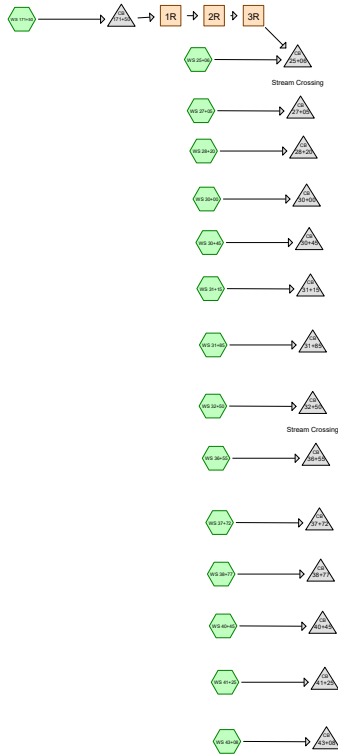 WS 171+50
CB
171+50
1R
2R
3R
WS 25+06
CB
25+06
Stream Crossing
WS 27+05
CB
27+05
WS 28+20
CB
28+20
WS 30+00
CB
30+00
WS 30+45
CB
30+45
WS 31+15
CB
31+15
WS 31+85
CB
31+85
WS 32+50
CB
32+50
Stream Crossing
WS 36+55
CB
36+55
WS 37+72
CB
37+72
WS 38+77
CB
38+77
WS 40+45
CB
40+45
WS 41+25
CB
41+25
WS 43+08
CB
43+08